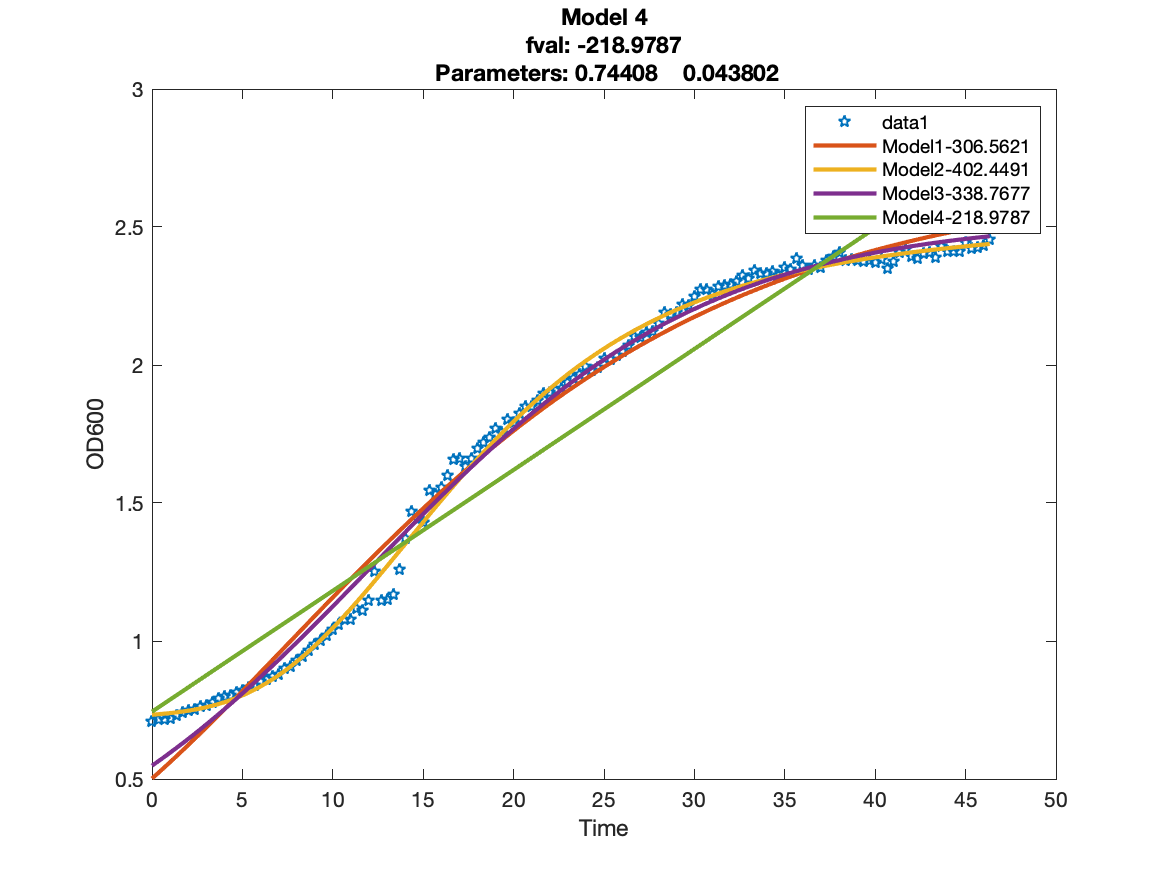 Model 4
fval: -218.9787
Parameters: 0.74408 0.043802
3
2.5
2
1.5
1
0.5
OD600
data1
Model1-306.5621
Model2-402.4491
Model3-338.7677
Model4-218.9787
0 5 10 15 20 25 30 35 40 45 50
Time